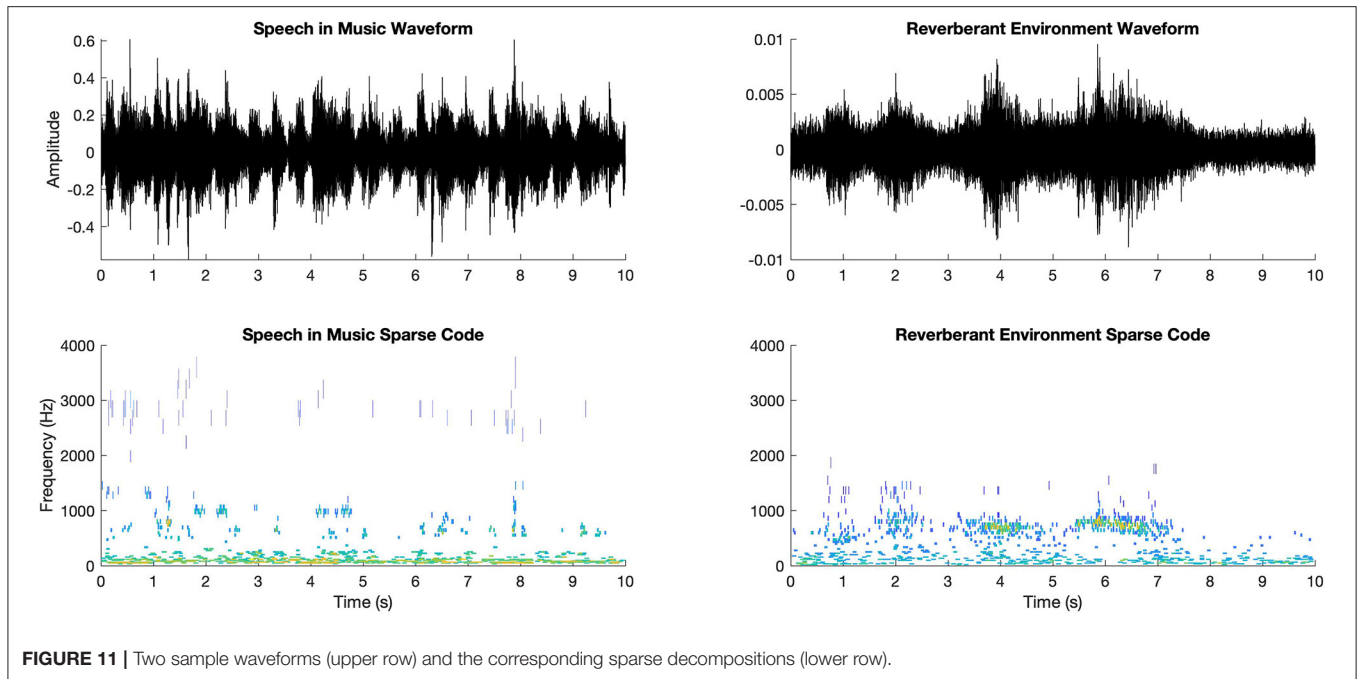 Speech in Music Waveform
0.6
0.4
0.2
0
-0.2
-0.4
Amplitude
0 1 2 3 4 5 6 7 8 9 10
Reverberant Environment Waveform
0.01
0.005
0
-0.005
-0.01
0 1 2 3 4 5 6 7 8 9 10
Speech in Music Sparse Code
4000
3000
2000
1000
0
Frequency (Hz)
0 1 2 3 4 5 6 7 8 9 10
Time (s)
Reverberant Environment Sparse Code
4000
3000
2000
1000
0
0 1 2 3 4 5 6 7 8 9 10
Time (s)
FIGURE 11 | Two sample waveforms (upper row) and the corresponding sparse decompositions (lower row).